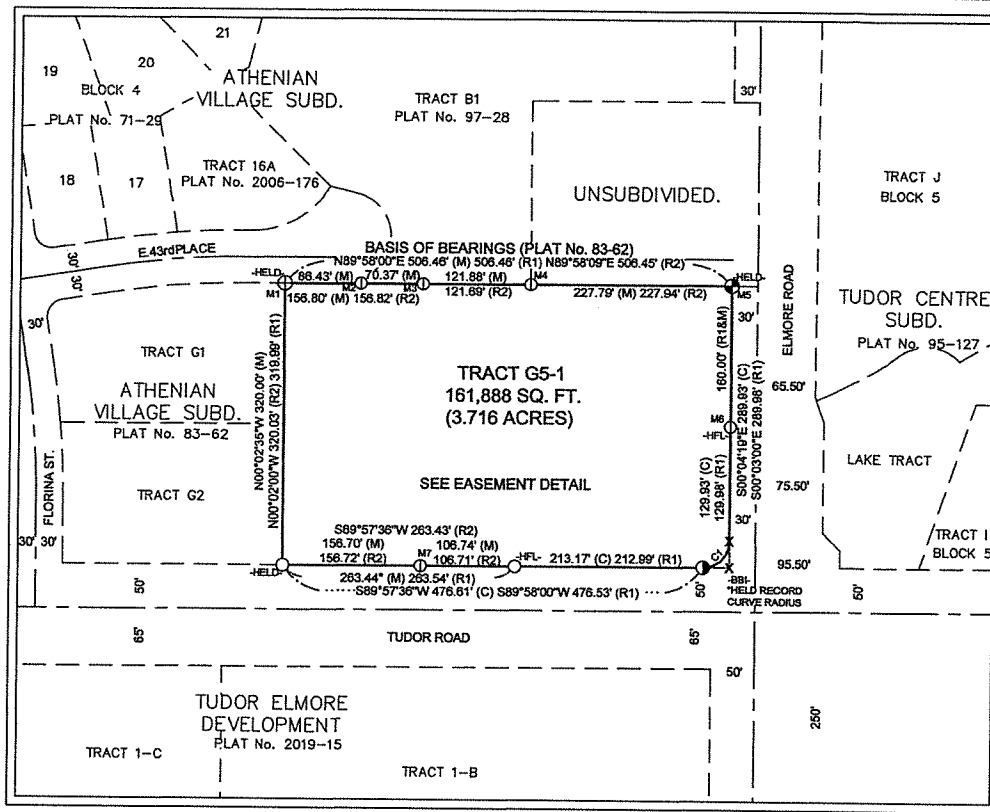 21
19
20
BLOCK 4
ATHENIAN
VILLAGE SUBD.
PLAT No. 71-29
18
17
TRACT 16A
PLAT No. 2006-176
TRACT B1
PLAT No. 97-28
30'
UNSUBDIVIDED.
TRACT J
BLOCK 5
E.43rdPLACE
30'
30'
BASIS OF BEARINGS (PLAT No. 83-62)
N89°58'00"E 506.46' (M) 506.46' (R1) N89°58'09"E 506.45' (R2)
-HELD-
86.43' (M)
70.37' (M)
121.88' (M)
M4
-HELD-
M1
M2
M3
M5
156.80' (M) 156.82' (R2)
121.69' (R2)
227.79' (M) 227.94' (R2)
30'
30'
ELMORE ROAD
TUDOR CENTRE
SUBD.
PLAT No. 95-127
TRACT G1
ATHENIAN
VILLAGE SUBD.
PLAT No. 83-62
TRACT G2
FLORINA ST.
30'
30'
N00°02'35"W 320.00' (M)
N00°02'00"W 320.03' (R2) 319.99' (R1)
TRACT G5-1
161,888 SQ. FT.
(3.716 ACRES)
SEE EASEMENT DETAIL
160.00' (R1&M)
M6
-HFL-
S00°04'19"E 289.93' (C)
S00°03'00"E 289.98' (R1)
129.93' (C)
129.98' (R1)
30'
65.50'
LAKE TRACT
75.50'
TRACT I
BLOCK 5
95.50'
S89°57'36"W 263.43' (R2)
156.70' (M)
106.74' (M)
156.72' (R2)
M7
106.71' (R2)
-HFL-
213.17' (C) 212.99' (R1)
C1
-HELD-
263.44" (M) 263.54' (R1)
S89°57'36"W 476.61' (C) S89°58'00"W 476.53' (R1)
50'
50'
-BBI-
*HELD RECORD
CURVE RADIUS
50'
65'
TUDOR ROAD
65'
50'
250'
TUDOR ELMORE
DEVELOPMENT
PLAT No. 2019-15
TRACT 1-C
TRACT 1-B